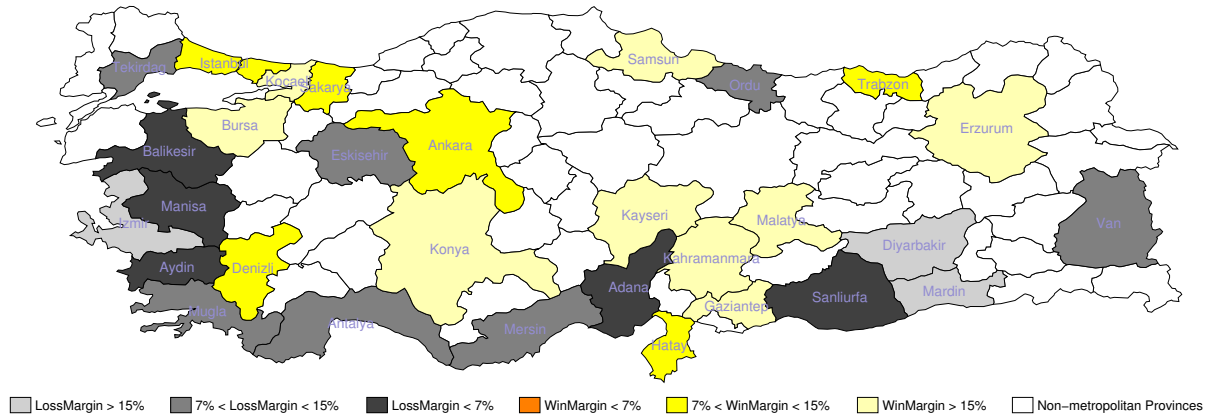 Samsun
Tekirdag
Istanbul
Kocaeli
Sakarya
Ordu
Trabzon
Bursa
Erzurum
Balikesir
Eskisehir
Ankara
Manisa
Izmir
Kayseri
Malatya
Van
Konya
Diyarbakir
Aydin
Denizli
Kahramanmara
Adana
Sanliurfa
Mardin
Mugla
Antalya
Mersin
Gaziantep
Hatay
LossMargin > 15% 7% < LossMargin < 15% LossMargin < 7% WinMargin < 7% 7% < WinMargin < 15% WinMargin > 15% Non−metropolitan Provinces